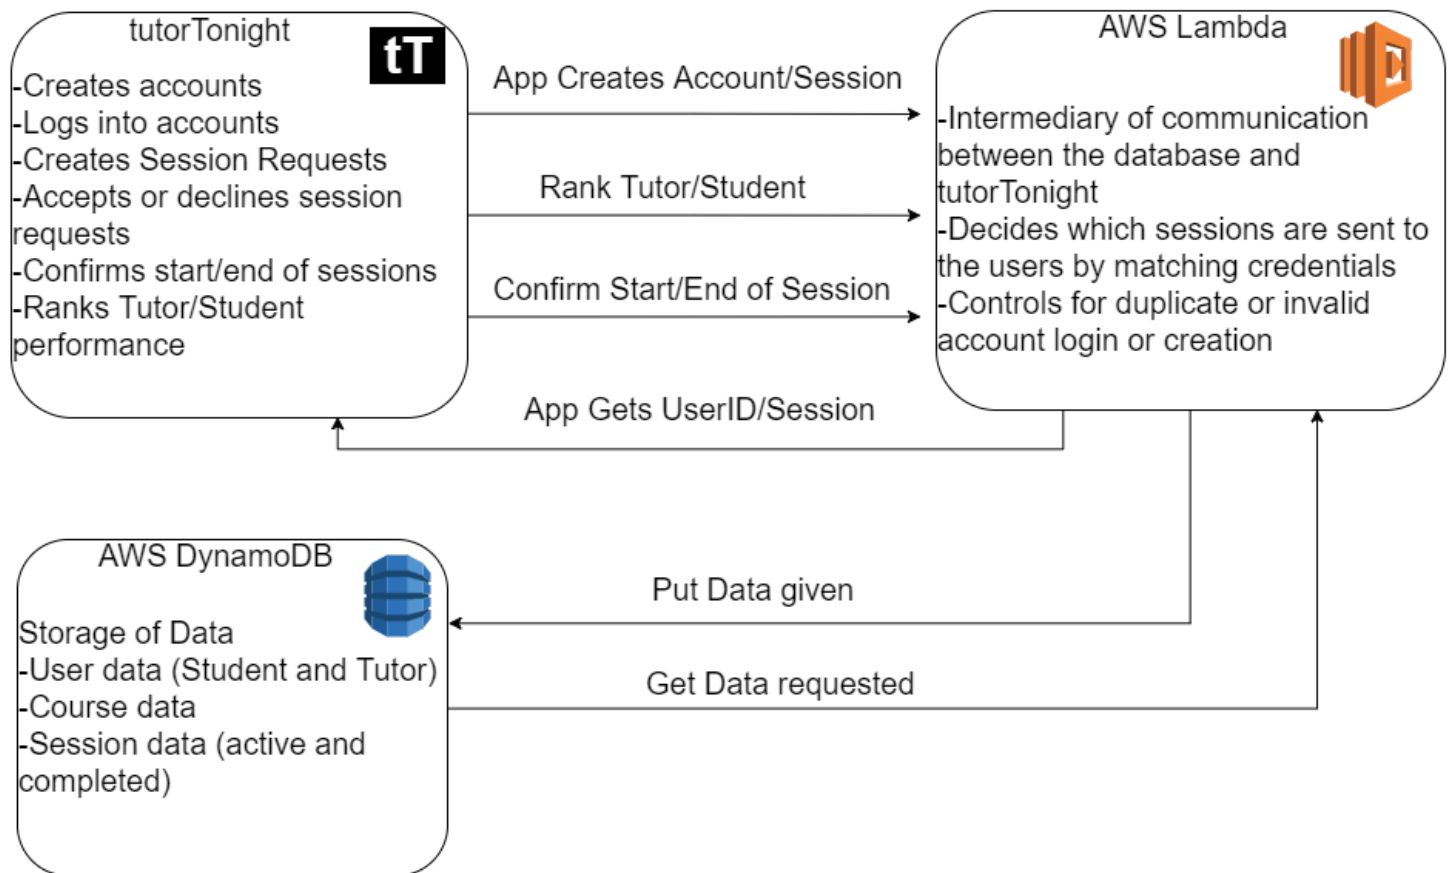 tutorTonight
tT
-Creates accounts
-Logs into accounts
-Creates Session Requests
-Accepts or declines session
requests
-Confirms start/end of sessions
-Ranks Tutor/Student
performance
App Creates Account/Session
Rank Tutor/Student
Confirm Start/End of Session
App Gets UserID/Session
AWS Lambda
-Intermediary of communication
between the database and
tutorTonight
-Decides which sessions are sent to
the users by matching credentials
-Controls for duplicate or invalid
account login or creation
AWS DynamoDB
Storage of Data
-User data (Student and Tutor)
-Course data
-Session data (active and
completed)
Put Data given
Get Data requested